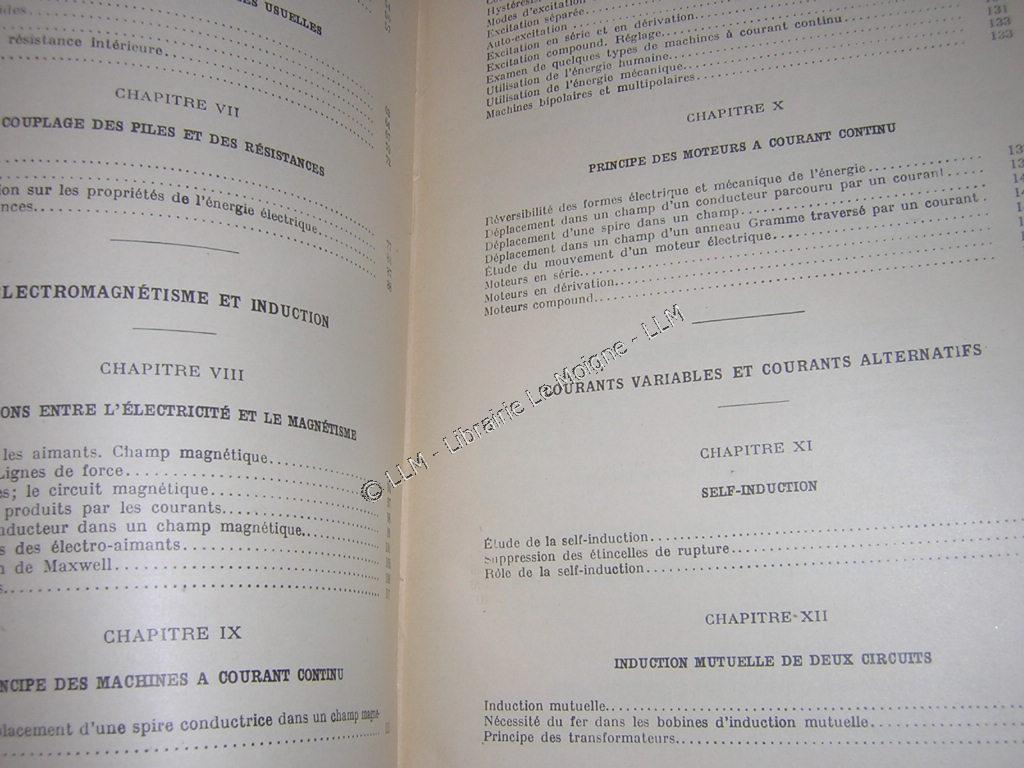 ES USUELLES
résistance Intérieure
CHAPITRE VII
COUPLAGE DES PILES ET DES RÉSISTANCES
sur les propriétés de l'énergie électrique
CHAPITRE VIII
ENTRE L'ÉLECTRICITÉ ET LE MAGNÉTISME
ÉLECTROMAGNÉTISME ET INDUCTION
les aimants. Champ magnétique
Lignes de force
; le circuit magnétique
produits par les courants
dans un champ magnétique
des électro-aimants
de Maxwell
CHAPITRE IX
DES MACHINES A COURANT CONTINU
d'une spire conductrice dans un champ magné-
Modes d'excitation
Excitation séparée
Auto-excitation
Excitation en série et en dérivation
Excitation compound. Réglage
Examen de quelques types de machines à courant continu 131
Utilisation de l'énergie humaine 133
Utilisation de l'énergie mécanique 133
Machines bipolaires et multipolaires
CHAPITRE X
PRINCIPE DES MOTEURS A COURANT CONTINU
Réversibilité des formes électrique et mécanique de l'énergie
Déplacement dans un champ d'un conducteur parcouru par un courant
Déplacement d'une spire dans un champ
Déplacement dans un champ d'un anneau Gramme traversé par un courant
Étude du mouvement d'un moteur électrique
Moteurs en série
Moteurs en dérivation
Moteurs compound
COURANTS VARIABLES ET COURANTS ALTERNATIFS
CHAPITRE XI
SELF-INDUCTION
Étude de la self-induction
Suppression des étincelles de rupture
Rôle de la self-induction
CHAPITRE XII
INDUCTION MUTUELLE DE DEUX CIRCUITS
Induction mutuelle
Nécessité du fer dans les bobines d'induction mutuelle
Principe des transformateurs
© LLM - Librairie Le Moigne - LLM